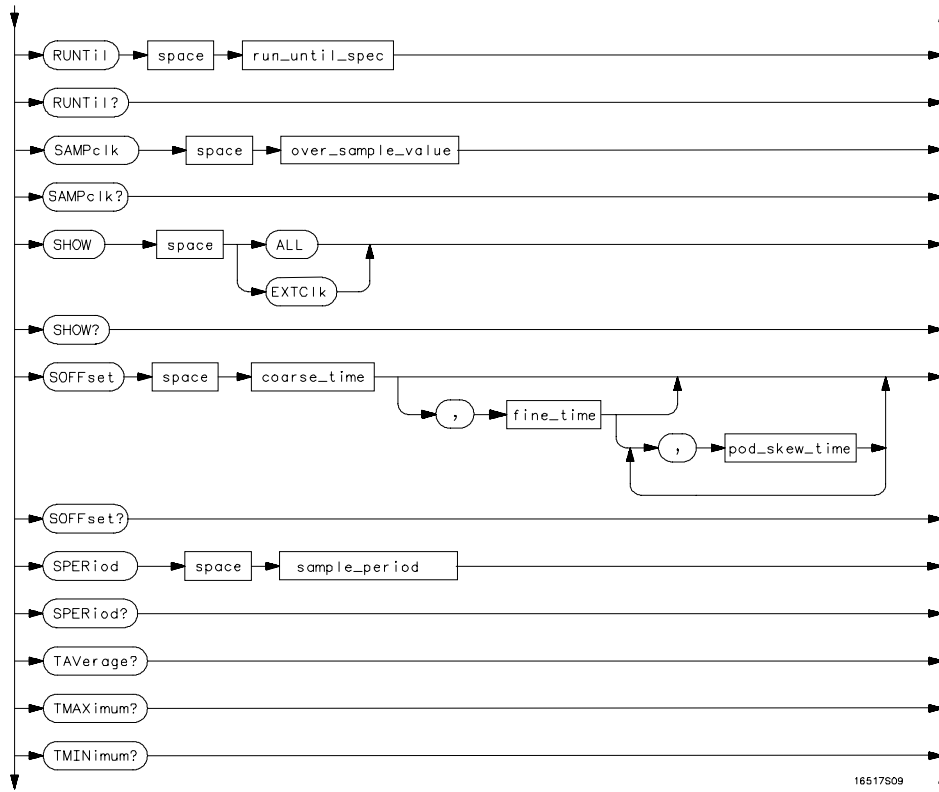 RUNTil space run_until_spec
RUNTil?
SAMPclk space over_sample_value
SAMPclk?
SHOW space ALL
EXTClk
SHOW?
SOFFset space coarse_time
, fine_time
, pod_skew_time
SOFFset?
SPERiod space sample_period
SPERiod?
TAVerage?
TMAXimum?
TMINimum?
16517S09